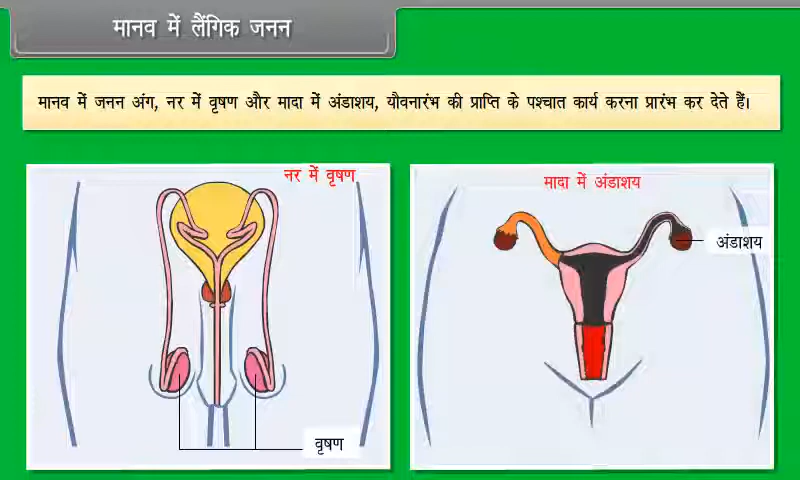 मानव में लैंगिक जनन
मानव में जनन अंग, नर में वृषण और मादा में अंडाशय, यौवनारंभ की प्राप्ति के पश्चात कार्य करना प्रारंभ कर देते हैं।
नर में वृषण
मादा में अंडाशय
अंडाशय
वृषण